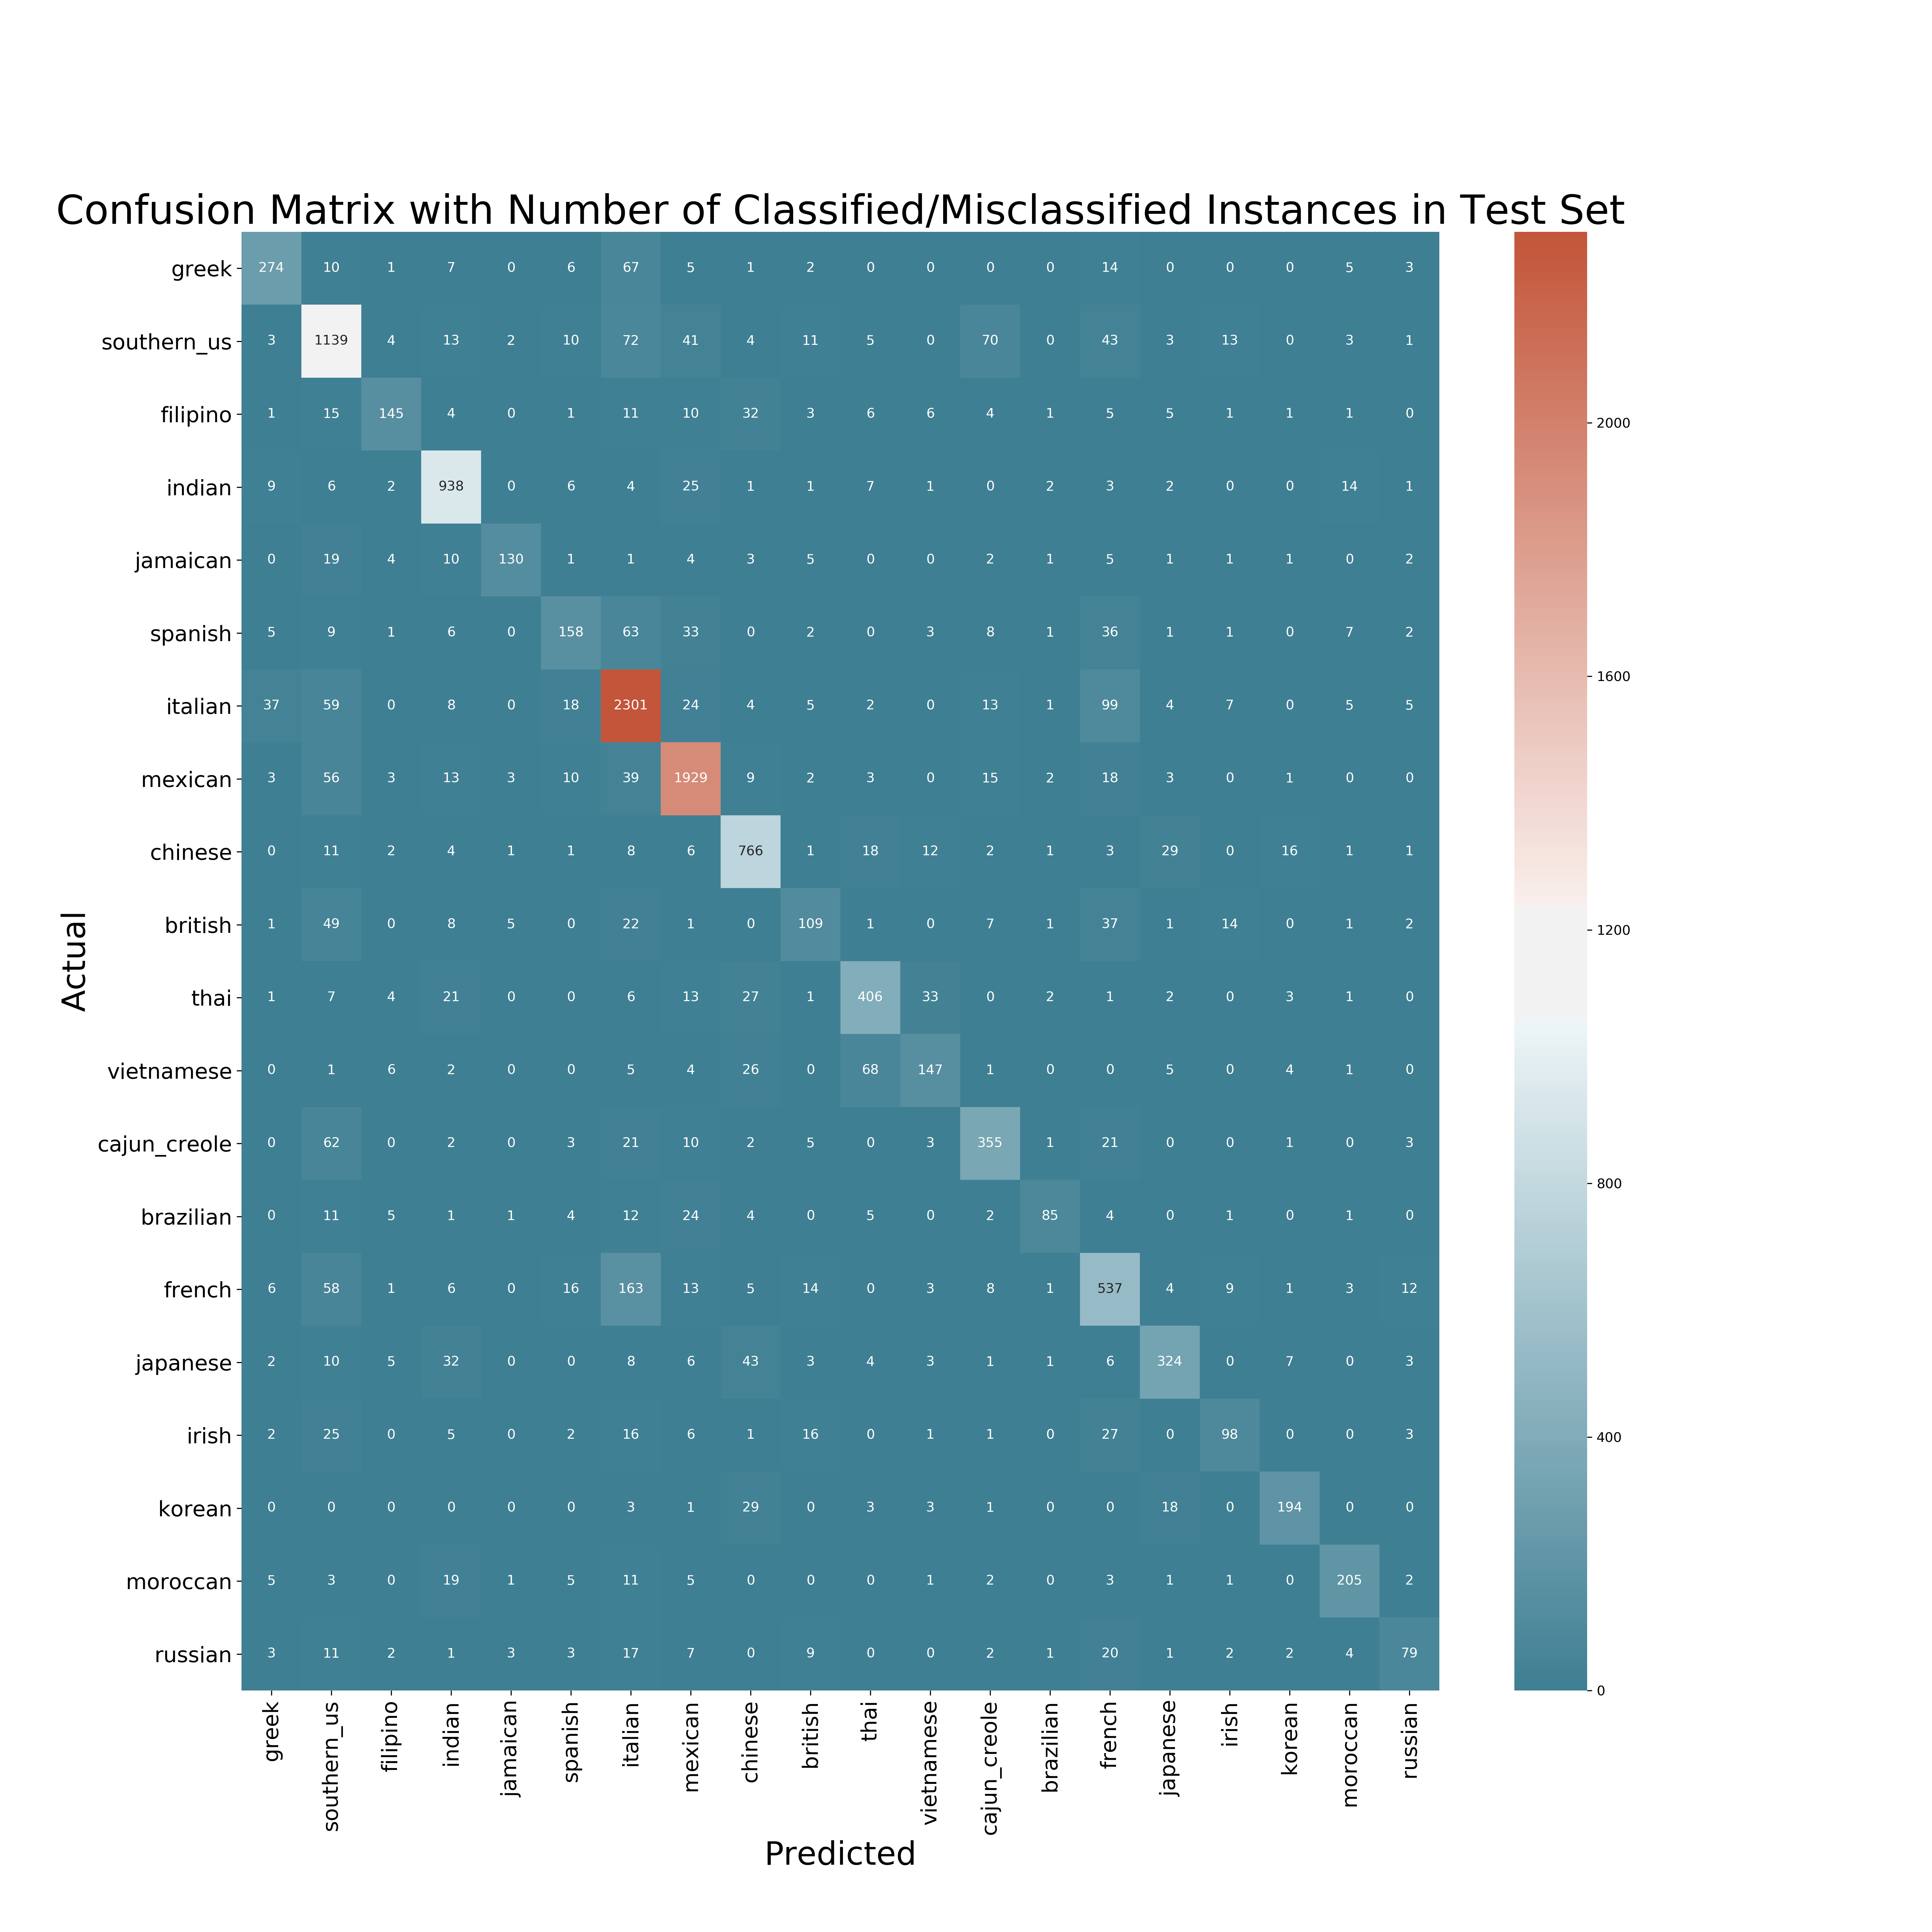 Confusion Matrix with Number of Classified/Misclassified Instances in Test Set
greek 274 10 1 7 0 6 67 5 1 2 0 0 0 0 14 0 0 0 5 3
southern_us 3 1139 4 13 2 10 72 41 4 11 5 0 70 0 43 3 13 0 3 1
filipino 1 15 145 4 0 1 11 10 32 3 6 6 4 1 5 5 1 1 1 0
indian 9 6 2 938 0 6 4 25 1 1 7 1 0 2 3 2 0 0 14 1
jamaican 0 19 4 10 130 1 1 4 3 5 0 0 2 1 5 1 1 1 0 2
spanish 5 9 1 6 0 158 63 33 0 2 0 3 8 1 36 1 1 0 7 2
italian 37 59 0 8 0 18 2301 24 4 5 2 0 13 1 99 4 7 0 5 5
mexican 3 56 3 13 3 10 39 1929 9 2 3 0 15 2 18 3 0 1 0 0
chinese 0 11 2 4 1 1 8 6 766 1 18 12 2 1 3 29 0 16 1 1
british 1 49 0 8 5 0 22 1 0 109 1 0 7 1 37 1 14 0 1 2
thai 1 7 4 21 0 0 6 13 27 1 406 33 0 2 1 2 0 3 1 0
vietnamese 0 1 6 2 0 0 5 4 26 0 68 147 1 0 0 5 0 4 1 0
cajun_creole 0 62 0 2 0 3 21 10 2 5 0 3 355 1 21 0 0 1 0 3
brazilian 0 11 5 1 1 4 12 24 4 0 5 0 2 85 4 0 1 0 1 0
french 6 58 1 6 0 16 163 13 5 14 0 3 8 1 537 4 9 1 3 12
japanese 2 10 5 32 0 0 8 6 43 3 4 3 1 1 6 324 0 7 0 3
irish 2 25 0 5 0 2 16 6 1 16 0 1 1 0 27 0 98 0 0 3
korean 0 0 0 0 0 0 3 1 29 0 3 3 1 0 0 18 0 194 0 0
moroccan 5 3 0 19 1 5 11 5 0 0 0 1 2 0 3 1 1 0 205 2
russian 3 11 2 1 3 3 17 7 0 9 0 0 2 1 20 1 2 2 4 79
greek southern_us filipino indian jamaican spanish italian mexican chinese british thai vietnamese cajun_creole brazilian french japanese irish korean moroccan russian
Predicted
Actual
2000
1600
1200
800
400
0